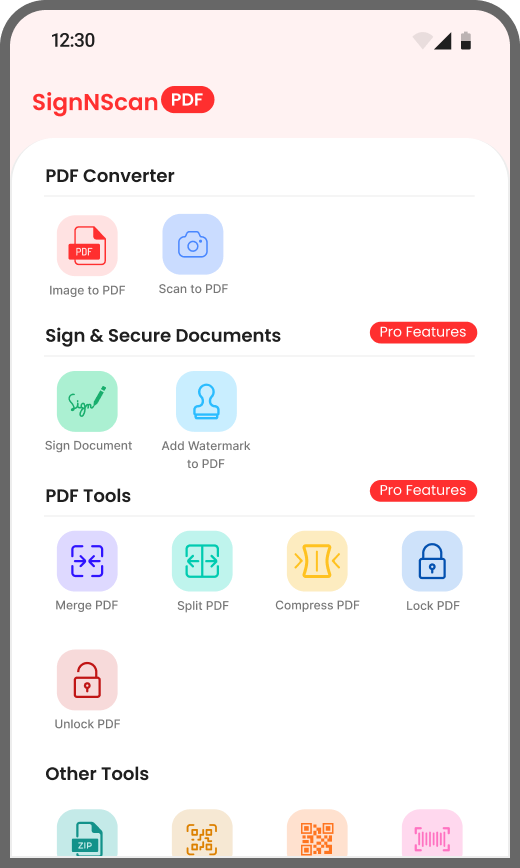 12:30
SignNScan PDF
PDF Converter
PDF
Image to PDF
Scan to PDF
Sign & Secure Documents
Pro Features
Sign
Sign Document
Add Watermark
to PDF
PDF Tools
Pro Features
Merge PDF
Split PDF
Compress PDF
Lock PDF
Unlock PDF
Other Tools
ZIP